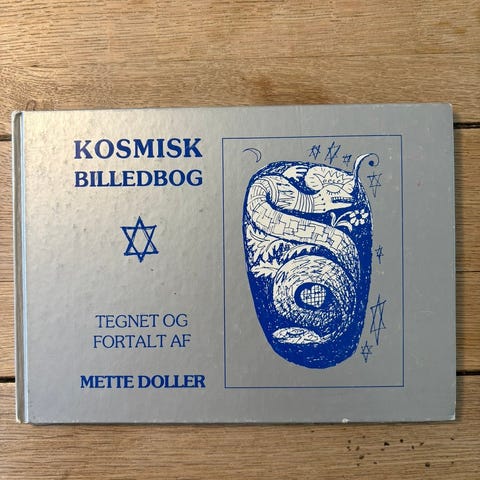 KOSMISK
BILLEDBOG
TEGNET OG
FORTALT AF
METTE DOLLER